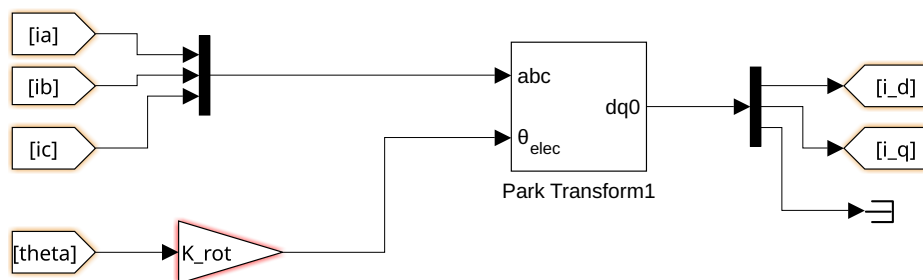 [ia]
[ib]
[ic]
[theta]
K_rot
abc
θelec
dq0
Park Transform1
[i_d]
[i_q]